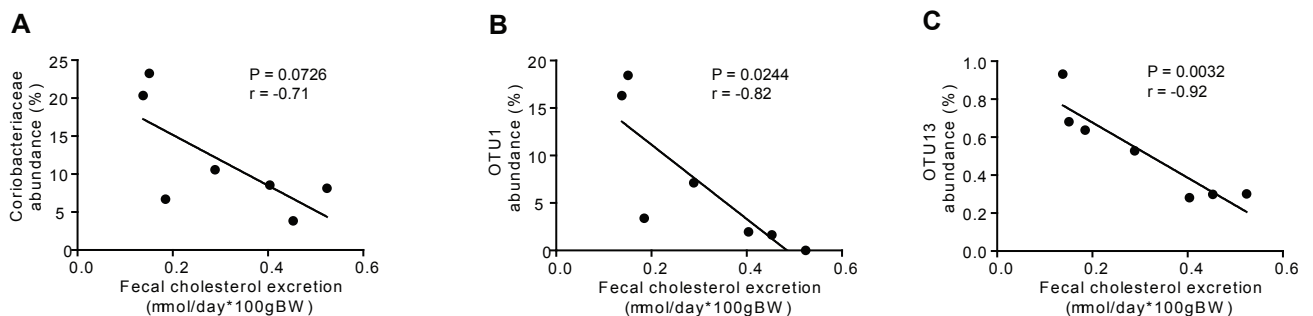 A
Coriobacteriaceae
abundance (%)
25
20
15
10
5
0
P = 0.0726
r = -0.71
0.0 0.2 0.4 0.6
Fecal cholesterol excretion
(mmol/day*100gBW)
B
OTU1
abundance (%)
20
15
10
5
0
P = 0.0244
r = -0.82
0.0 0.2 0.4 0.6
Fecal cholesterol excretion
(mmol/day*100gBW)
C
OTU13
abundance (%)
1.0
0.8
0.6
0.4
0.2
0.0
P = 0.0032
r = -0.92
0.0 0.2 0.4 0.6
Fecal cholesterol excretion
(mmol/day*100gBW)